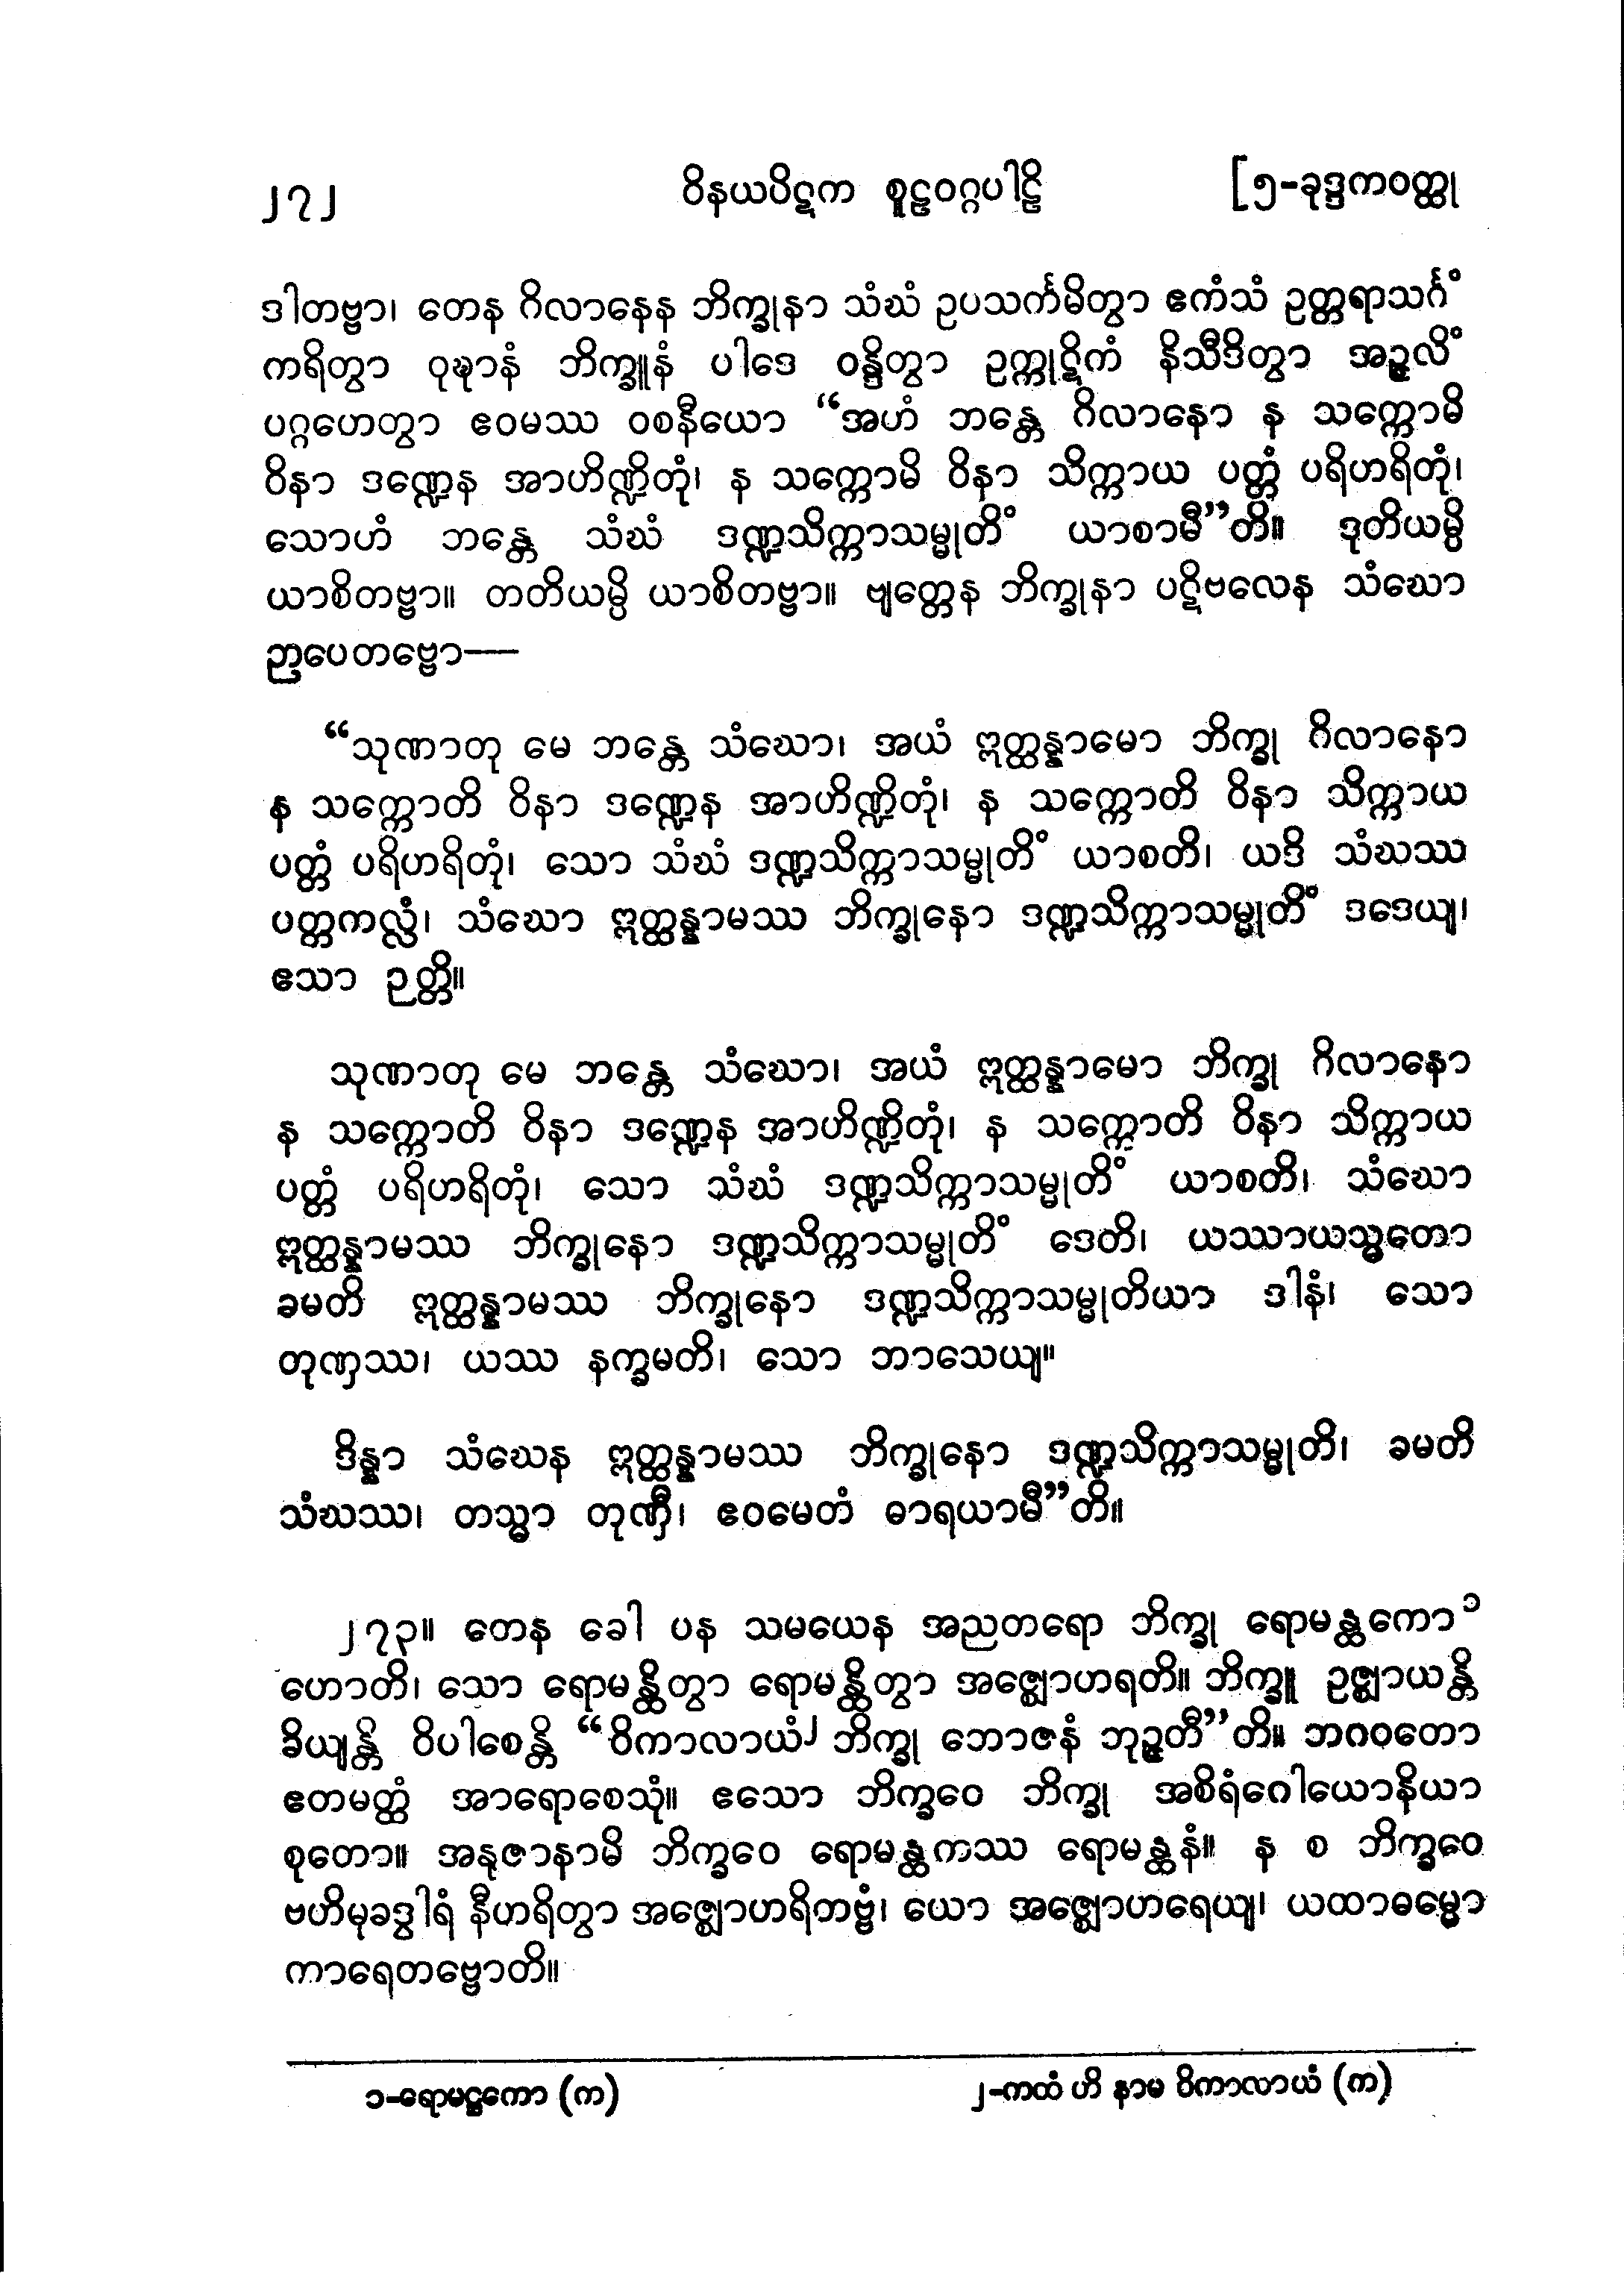 ၂၇၂ ဝိနယပိဋက စူဠဝဂ္ဂပါဠိ [၅-ခုဒ္ဒကဝတ္ထု
ဒါတဗ္ဗာ၊ တေန ဂိလာနေန ဘိက္ခုနာ သံဃံ ဥပသင်္ကမိတွာ ဧကံသံ ဥတ္တရာသင်္ဂံ
ကရိတွာ ဝုဍ္ဎာနံ ဘိက္ခူနံ ပါဒေ ဝန္ဒိတွာ ဥက္ကုဋိကံ နိသီဒိတွာ အဉ္ဇလိံ
ပဂ္ဂဟေတွာ ဧဝမဿ ဝစနီယော “အဟံ ဘန္တေ ဂိလာနော န သက္ကောမိ
ဝိနာ ဒဏ္ဍေန အာဟိဏ္ဍိတုံ၊ န သက္ကောမိ ဝိနာ သိက္ကာယ ပတ္တံ ပရိဟရိတုံ၊
သောဟံ ဘန္တေ သံဃံ ဒဏ္ဍသိက္ကာသမ္မုတိံ ယာစာမီ”တိ။ ဒုတိယမ္ပိ
ယာစိတဗ္ဗာ။ တတိယမ္ပိ ယာစိတဗ္ဗာ။ ဗျတ္တေန ဘိက္ခုနာ ပဋိဗလေန သံဃော
ဉာပေတဗ္ဗော—
“သုဏာတု မေ ဘန္တေ သံဃော၊ အယံ ဣတ္ထန္နာမော ဘိက္ခု ဂိလာနော
န သက္ကောတိ ဝိနာ ဒဏ္ဍေန အာဟိဏ္ဍိတုံ၊ န သက္ကောတိ ဝိနာ သိက္ကာယ
ပတ္တံ ပရိဟရိတုံ၊ သော သံဃံ ဒဏ္ဍသိက္ကာသမ္မုတိံ ယာစတိ၊ ယဒိ သံဃဿ
ပတ္တကလ္လံ၊ သံဃော ဣတ္ထန္နာမဿ ဘိက္ခုနော ဒဏ္ဍသိက္ကာသမ္မုတိံ ဒဒေယျ၊
ဧသာ ဉတ္တိ။
သုဏာတု မေ ဘန္တေ သံဃော၊ အယံ ဣတ္ထန္နာမော ဘိက္ခု ဂိလာနော
န သက္ကောတိ ဝိနာ ဒဏ္ဍေန အာဟိဏ္ဍိတုံ၊ န သက္ကောတိ ဝိနာ သိက္ကာယ
ပတ္တံ ပရိဟရိတုံ၊ သော သံဃံ ဒဏ္ဍသိက္ကာသမ္မုတိံ ယာစတိ၊ သံဃော
ဣတ္ထန္နာမဿ ဘိက္ခုနော ဒဏ္ဍသိက္ကာသမ္မုတိံ ဒေတိ၊ ယဿာယသ္မတော
ခမတိ ဣတ္ထန္နာမဿ ဘိက္ခုနော ဒဏ္ဍသိက္ကာသမ္မုတိယာ ဒါနံ၊ သော
တုဏှဿ၊ ယဿ နက္ခမတိ၊ သော ဘာသေယျ။
ဒိန္နာ သံဃေန ဣတ္ထန္နာမဿ ဘိက္ခုနော ဒဏ္ဍသိက္ကာသမ္မုတိ၊ ခမတိ
သံဃဿ၊ တသ္မာ တုဏှီ၊ ဧဝမေတံ ဓာရယာမီ”တိ။
၂၇၃။ တေန ခေါ ပန သမယေန အညတရော ဘိက္ခု ရောမန္ထကော၁
ဟောတိ၊ သော ရောမန္ထိတွာ ရောမန္ထိတွာ အဇ္ဈောဟရတိ။ ဘိက္ခူ ဥဇ္ဈာယန္တိ
ခိယျန္တိ ဝိပါစေန္တိ “ဝိကာလာယံ၂ ဘိက္ခု ဘောဇနံ ဘုဉ္ဇတီ”တိ။ ဘဂဝတော
ဧတမတ္ထံ အာရောစေသုံ။ ဧသော ဘိက္ခဝေ ဘိက္ခု အစိရံဂေါယောနိယာ
စုတော။ အနုဇာနာမိ ဘိက္ခဝေ ရောမန္ထကဿ ရောမန္ထနံ။ န စ ဘိက္ခဝေ
ဗဟိမုခဒွါရံ နီဟရိတွာ အဇ္ဈောဟရိတဗ္ဗံ၊ ယော အဇ္ဈောဟရေယျ၊ ယထာဓမ္မော
ကာရေတဗ္ဗောတိ။
၁-ရောမဋ္ဌကော (က) ၂-ကထံ ဟိ နာမ ဝိကာလာယံ (က)